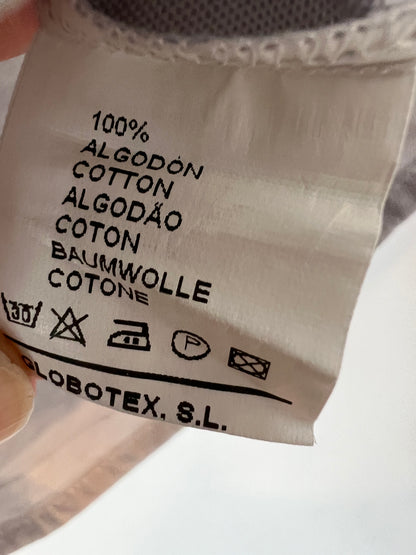 100%
ALGODÓN
COTTON
ALGODÃO
COTON
BAUMWOLLE
COTONE
30 P
GLOBOTEX, S.L.